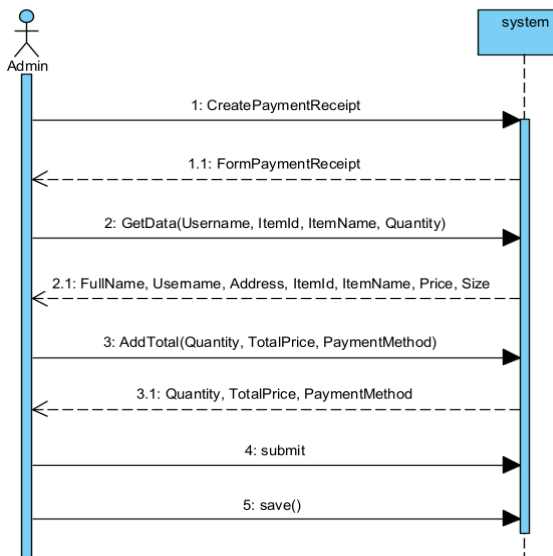 system
Admin
1: CreatePaymentReceipt
1.1: FormPaymentReceipt
2: GetData(Username, ItemId, ItemName, Quantity)
2.1: FullName, Username, Address, ItemId, ItemName, Price, Size
3: AddTotal(Quantity, TotalPrice, PaymentMethod)
3.1: Quantity, TotalPrice, PaymentMethod
4: submit
5: save()